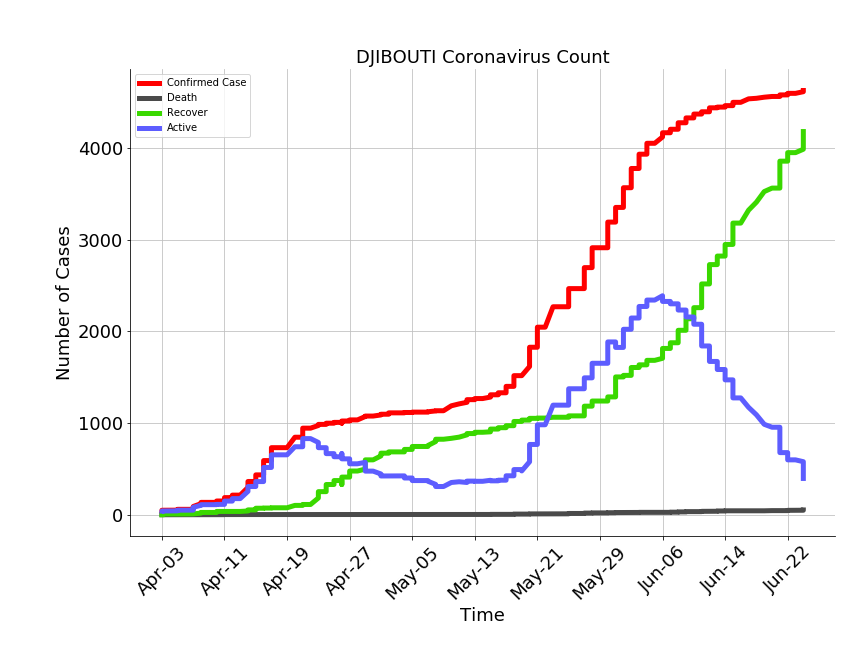 DJIBOUTI Coronavirus Count
Confirmed Case
Death
Recover
Active
4000
3000
2000
1000
0
Number of Cases
Apr-03
Apr-11
Apr-19
Apr-27
May-05
May-13
May-21
May-29
Jun-06
Jun-14
Jun-22
Time